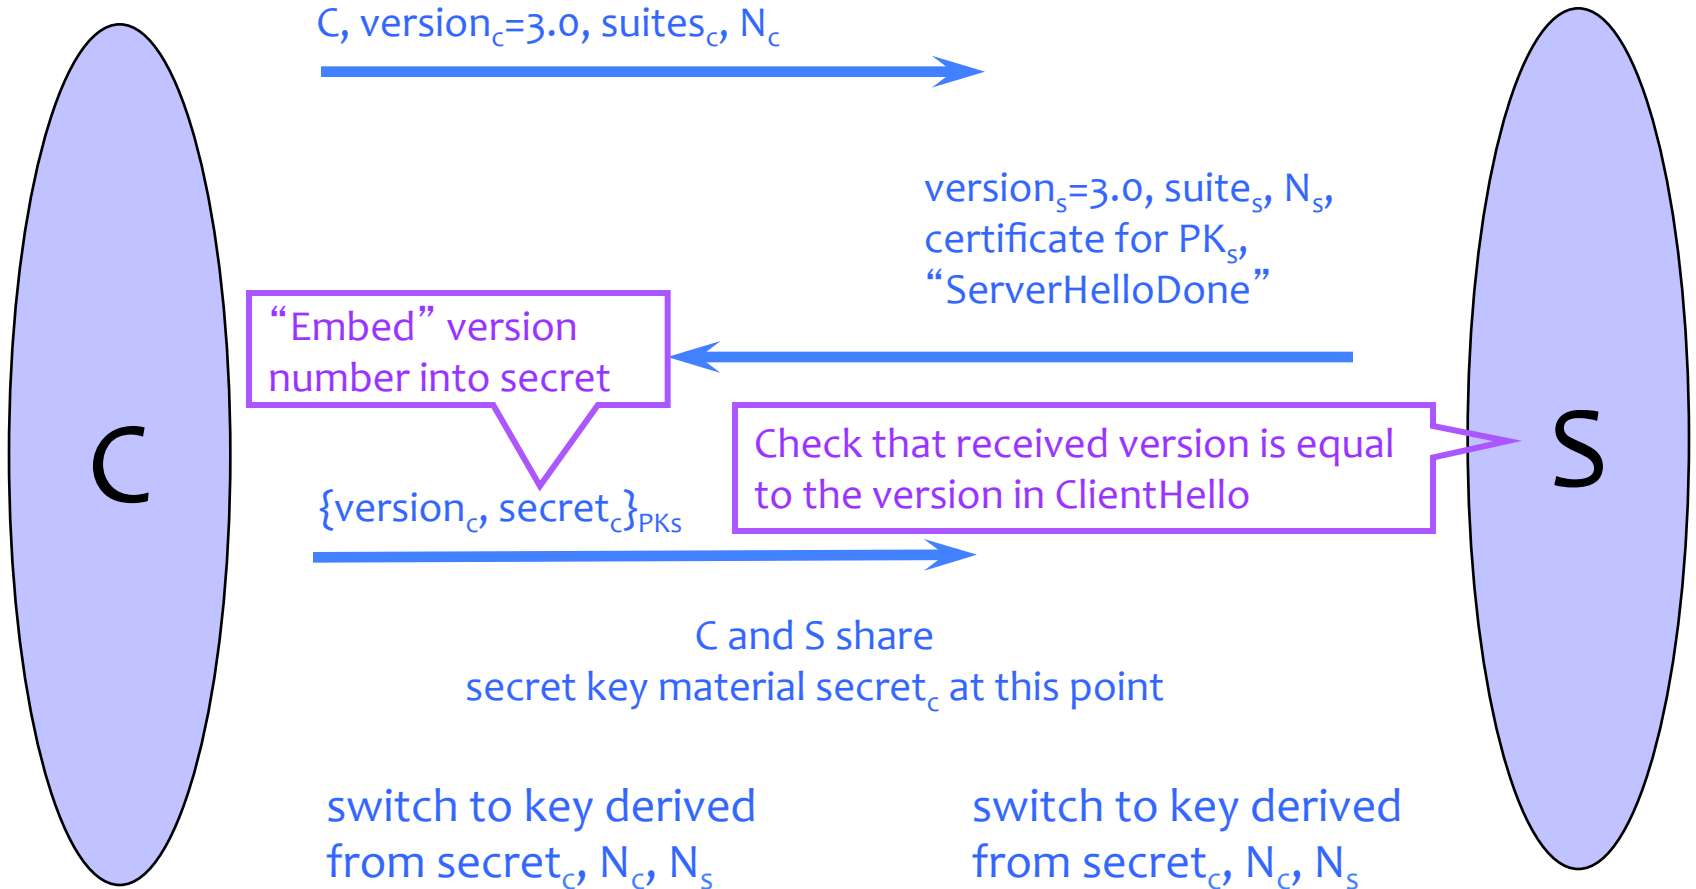 C, version_c=3.0, suites_c, N_c
version_s=3.0, suite_s, N_s,
certificate for PK_s,
“ServerHelloDone”
“Embed” version
number into secret
C
Check that received version is equal
to the version in ClientHello
S
{version_c, secret_c}_PKs
C and S share
secret key material secret_c at this point
switch to key derived
from secret_c, N_c, N_s
switch to key derived
from secret_c, N_c, N_s